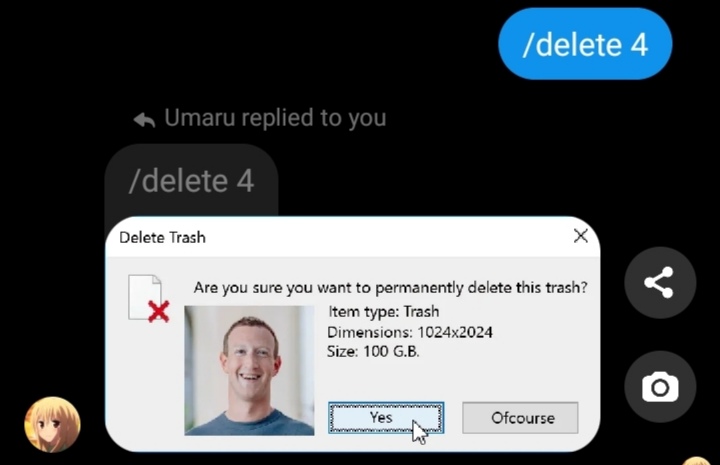 /delete 4
Umaru replied to you
/delete 4
Delete Trash
Are you sure you want to permanently delete this trash?
Item type: Trash
Dimensions: 1024x2024
Size: 100 G.B.
Yes
Ofcourse